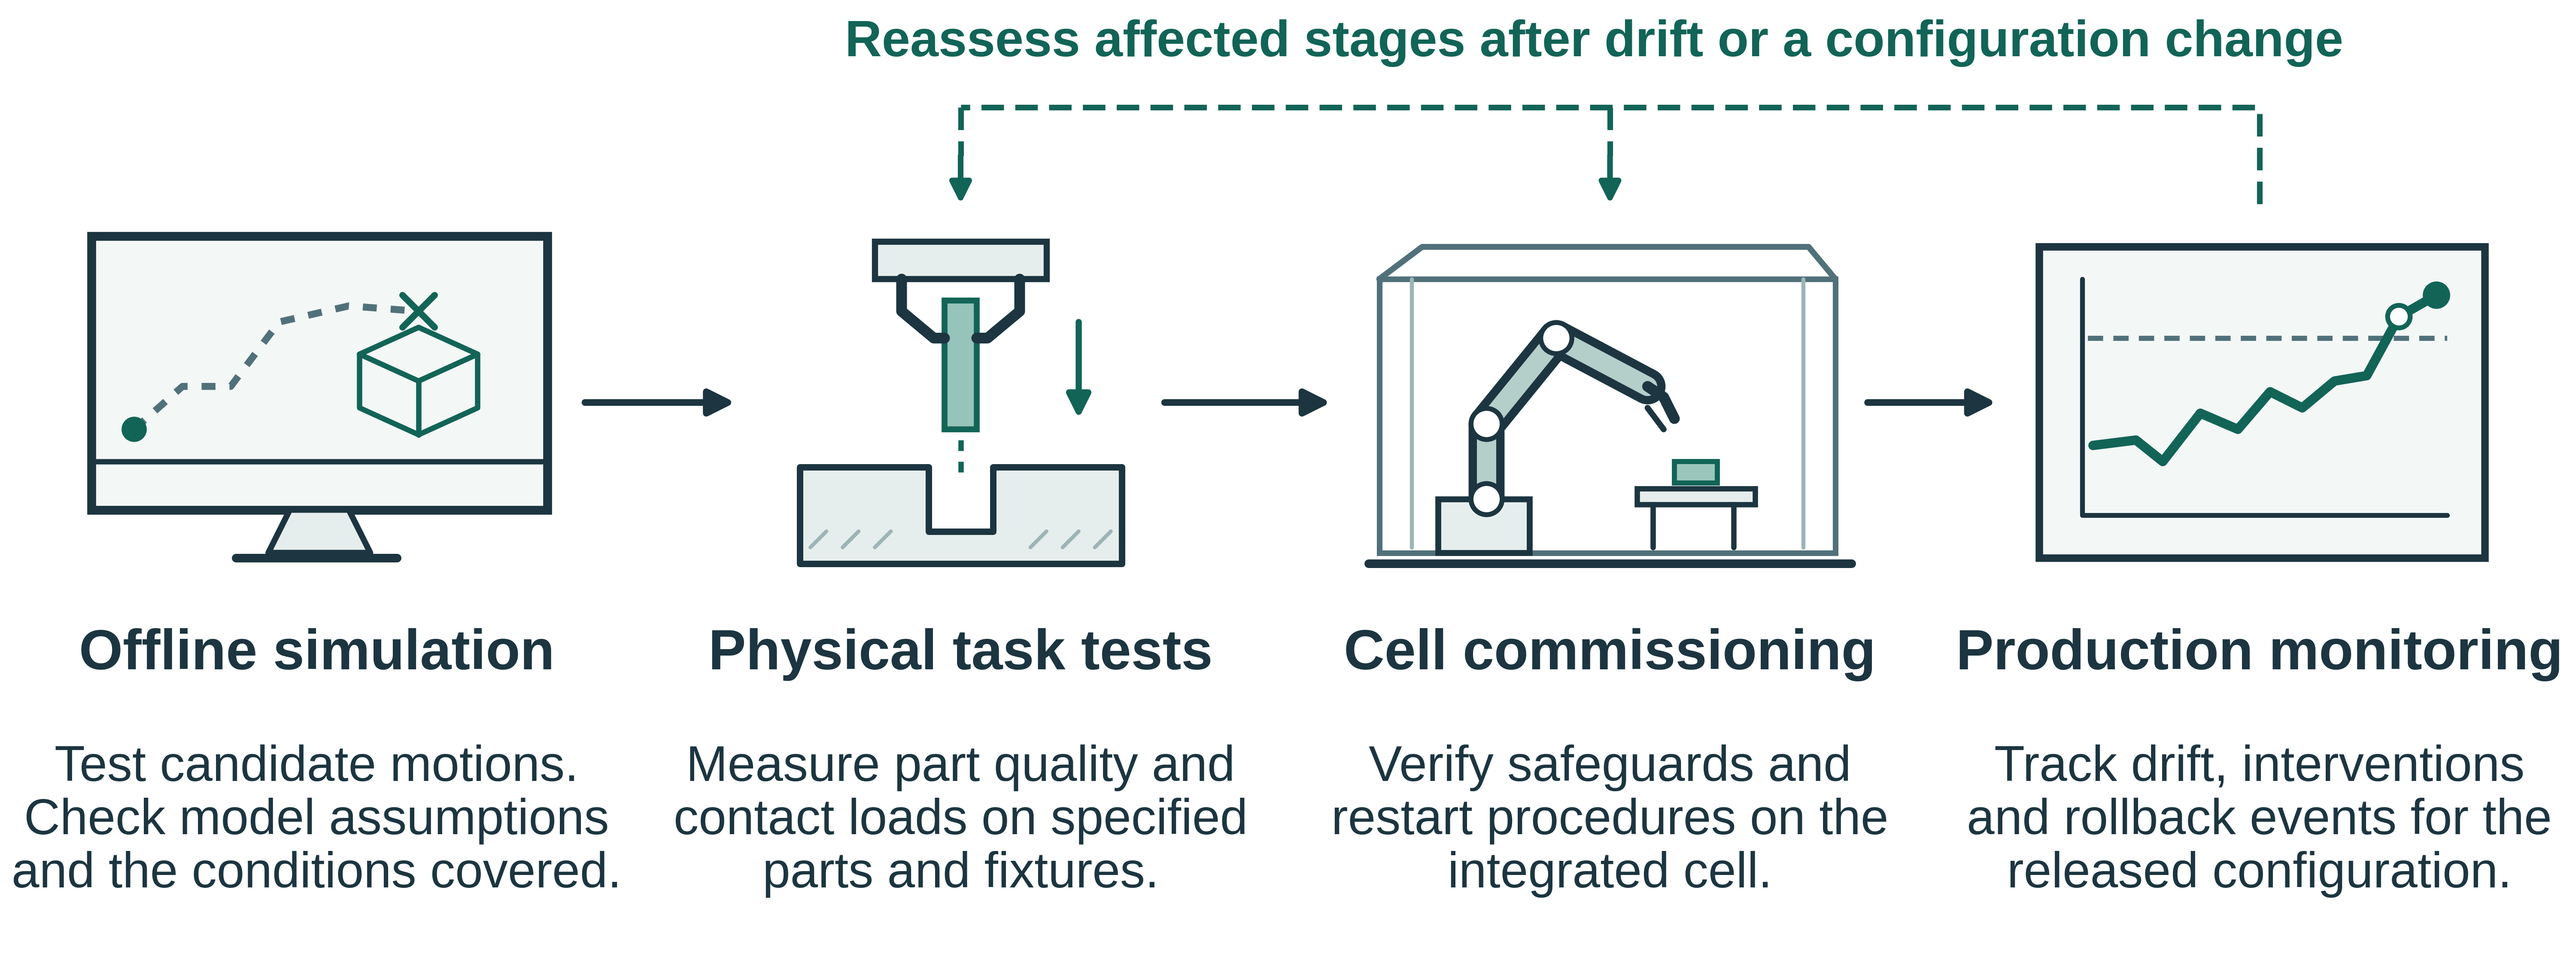 Reassess affected stages after drift or a configuration change
Offline simulation
Test candidate motions.
Check model assumptions
and the conditions covered.
Physical task tests
Measure part quality and
contact loads on specified
parts and fixtures.
Cell commissioning
Verify safeguards and
restart procedures on the
integrated cell.
Production monitoring
Track drift, interventions
and rollback events for the
released configuration.